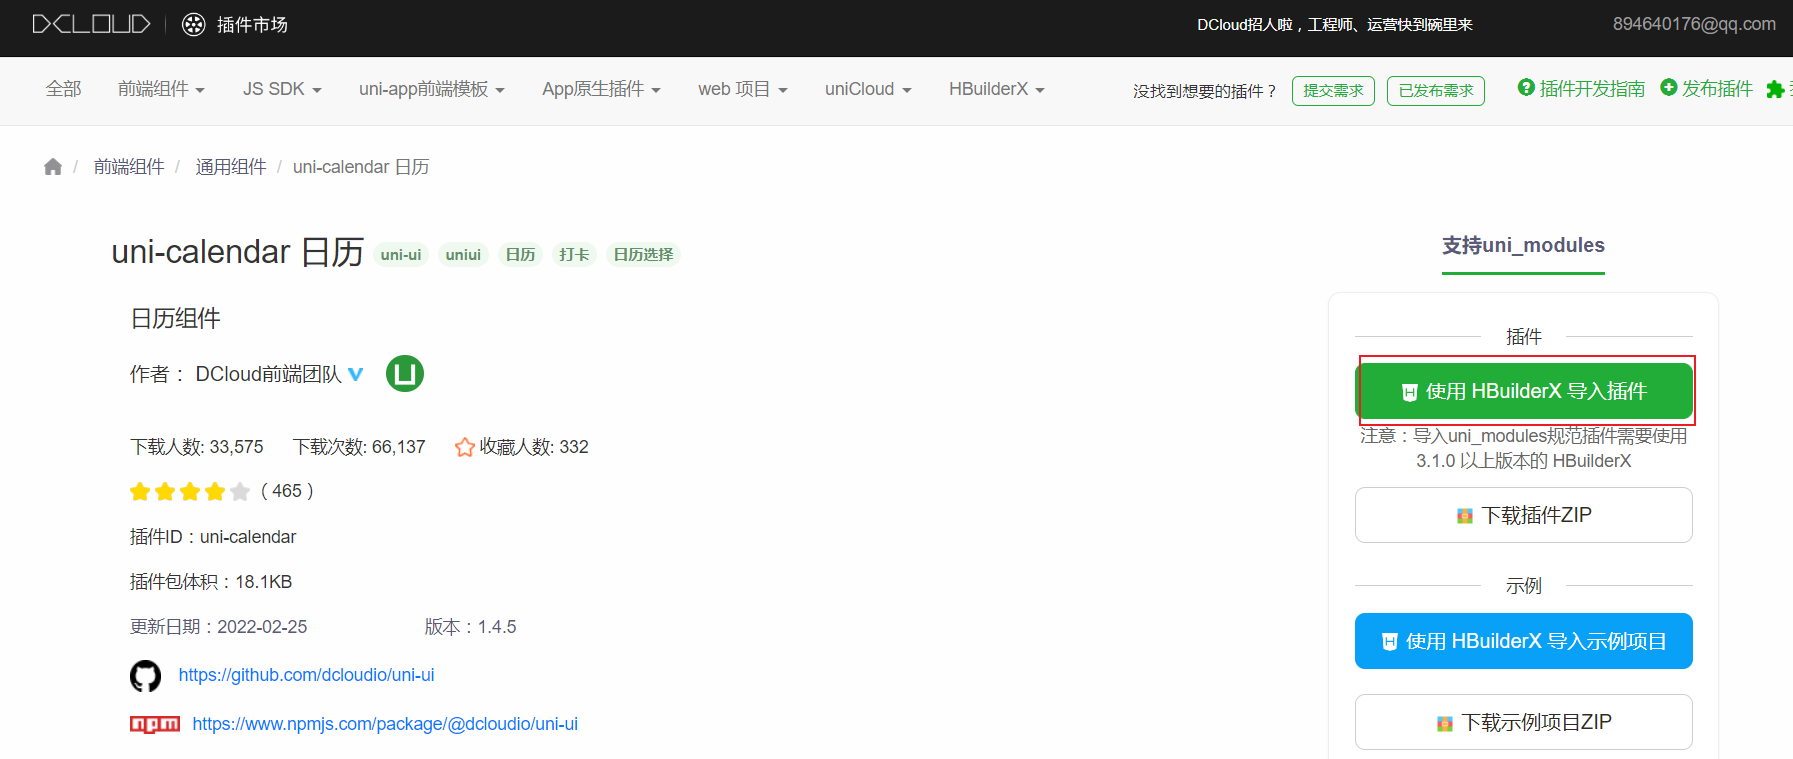 DCLOUD 插件市场 DCloud招人啦，工程师、运营快到碗里来 894640176@qq.com
全部 前端组件 JS SDK uni-app前端模板 App原生插件 web 项目 uniCloud HBuilderX 没找到想要的插件？ 提交需求 已发布需求 插件开发指南 发布插件
/ 前端组件 / 通用组件 / uni-calendar 日历
uni-calendar 日历 uni-ui uniui 日历 打卡 日历选择
支持uni_modules
日历组件
插件
作者： DCloud前端团队
使用 HBuilderX 导入插件
注意：导入uni_modules规范插件需要使用
3.1.0 以上版本的 HBuilderX
下载人数: 33,575 下载次数: 66,137 收藏人数: 332
（ 465 ）
下载插件ZIP
插件ID：uni-calendar
插件包体积：18.1KB
示例
更新日期：2022-02-25 版本：1.4.5
使用 HBuilderX 导入示例项目
https://github.com/dcloudio/uni-ui
npm https://www.npmjs.com/package/@dcloudio/uni-ui
下载示例项目ZIP